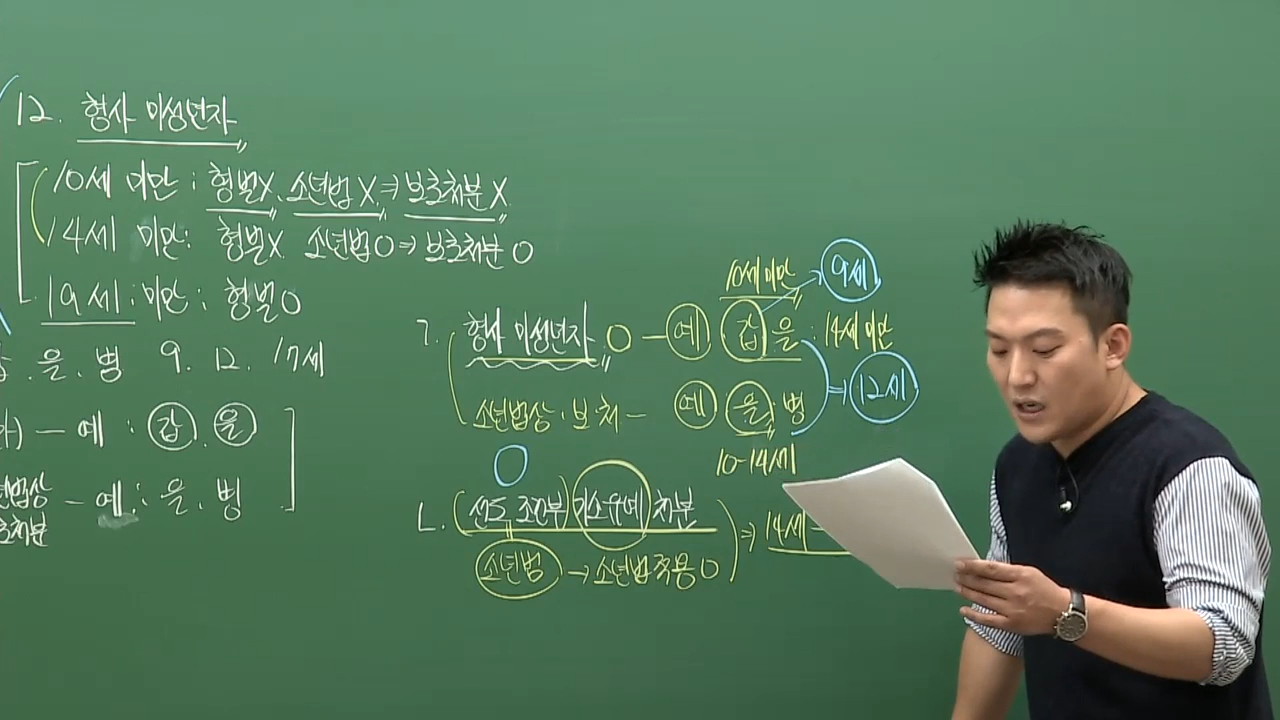 12. 형사 미성년자
10세 미만 : 형벌X, 소년법X ⇒ 보호처분X
14세 미만: 형벌X 소년법O ⇒ 보호처분O
19세 : 미만 : 형벌O
을. 병 9. 12. 17세
) - 예 : 갑. 을
- 예 : 을. 병
처분
10세 미만 → 9세
7. 형사 미성년자 O - 예 갑 을 : 14세 미만
소년법상·보처 - 예 을 병 ⇒ 12세
10-14세
O
ㄴ. (선도 조건부) 기소유예 처분 ⇒ 14세 -
소년법 → 소년법 적용 O